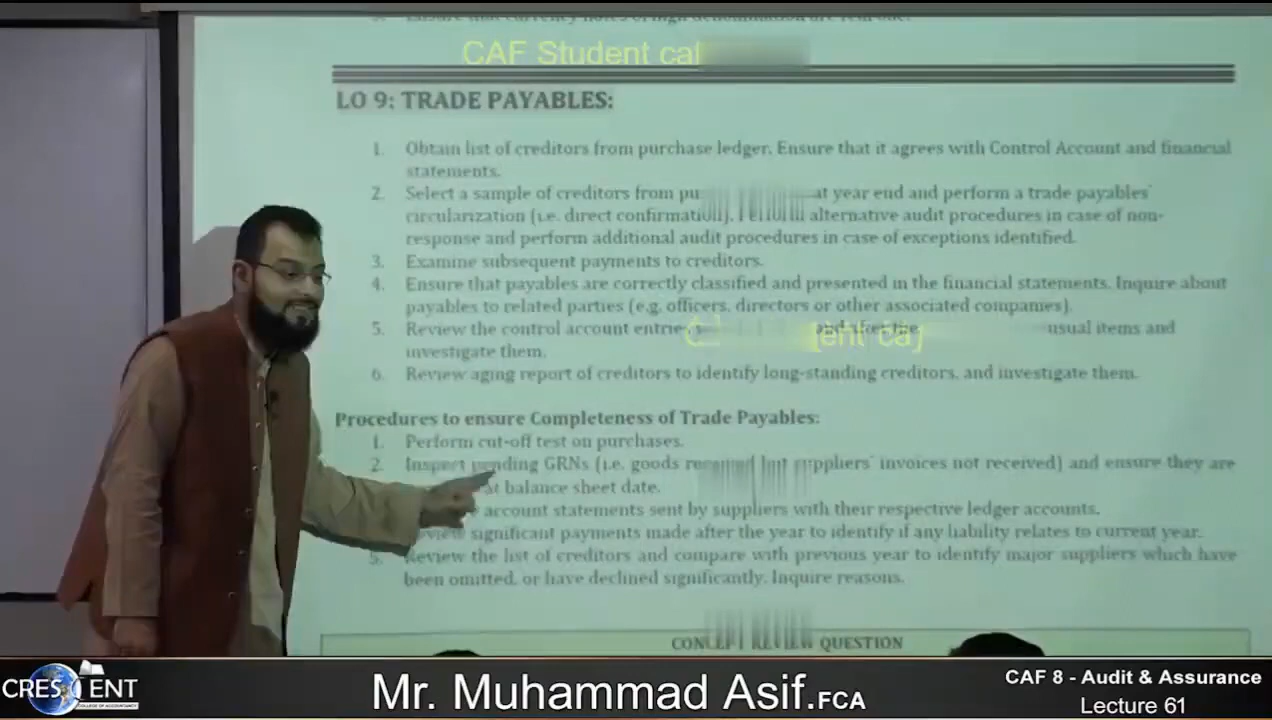 CAF Student cal
LO 9: TRADE PAYABLES:
1. Obtain list of creditors from purchase ledger. Ensure that it agrees with Control Account and financial
statements.
2. Select a sample of creditors from at year end and perform a trade payables'
circularization (i.e. direct confirmation). alternative audit procedures in case of non-
response and perform additional audit procedures in case of exceptions identified.
3. Examine subsequent payments to creditors.
4. Ensure that payables are correctly classified and presented in the financial statements. Inquire about
payables to related parties (e.g. officers, directors or other associated companies).
5. Review the control account items and
investigate them.
6. Review aging report of creditors to identify long-standing creditors, and investigate them.
Procedures to ensure Completeness of Trade Payables:
1. Perform cut-off test on purchases.
2. Inspect pending GRNs (i.e. goods suppliers' invoices not received) and ensure they are
at balance sheet date.
account statements sent by suppliers with their respective ledger accounts.
significant payments made after the year to identify if any liability relates to current year.
5. Review the list of creditors and compare with previous year to identify major suppliers which have
been omitted, or have declined significantly. Inquire reasons.
CONCEPT REVIEW QUESTION
CRESCENT
COLLEGE OF ACCOUNTANCY
Mr. Muhammad Asif.FCA
CAF 8 - Audit & Assurance
Lecture 61